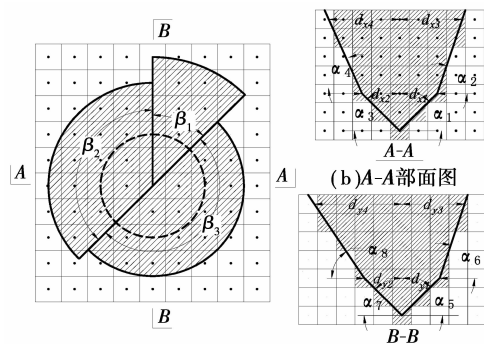 B
A
β₁
β₂
β₃
A
B
dx4
dx3
α₄
α₂
dx2
dx1
α₃
α₁
A-A
(b)A-A部面图
dy4
dy3
α₈
α₆
dy2
dy1
α₇
α₅
B-B